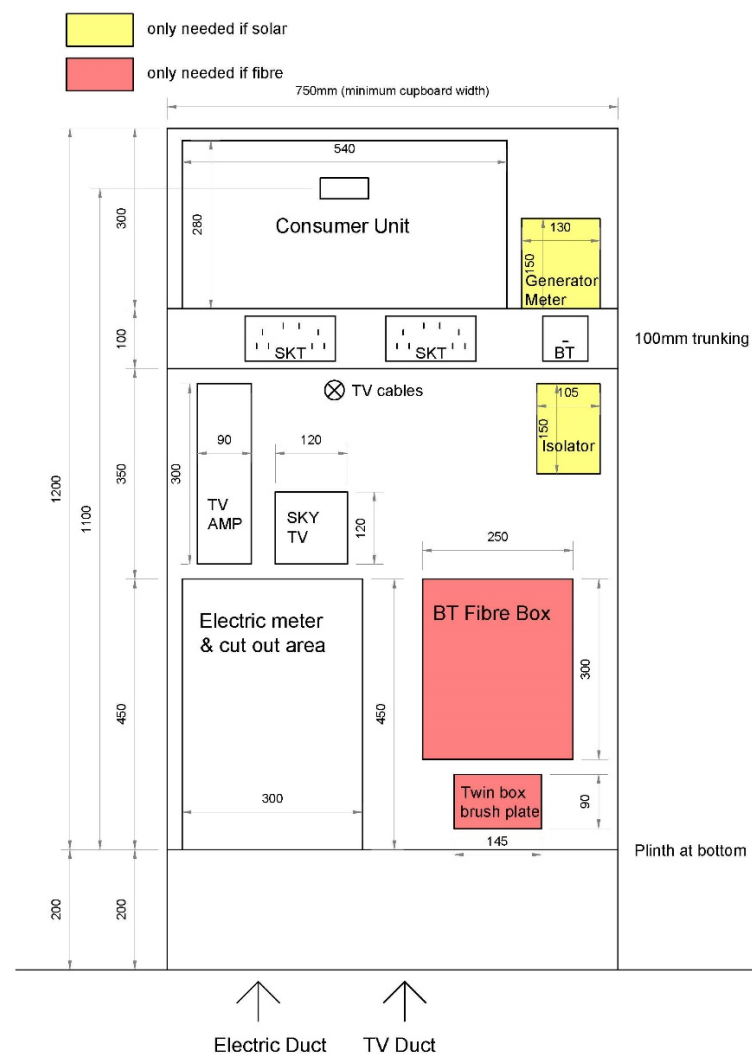 only needed if solar
only needed if fibre
750mm (minimum cupboard width)
540
300
280
Consumer Unit
130
150
Generator
Meter
100
SKT
SKT
BT
100mm trunking
TV cables
1200
1100
350
300
90
TV
AMP
120
SKY
TV
120
105
150
Isolator
250
450
Electric meter
& cut out area
450
BT Fibre Box
300
300
Twin box
brush plate
90
145
Plinth at bottom
200
200
Electric Duct
TV Duct